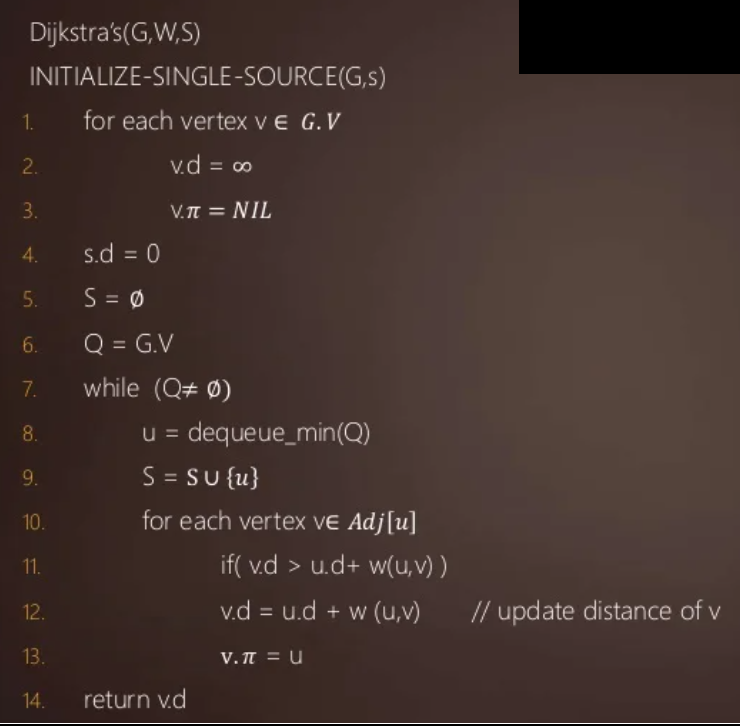 Dijkstra's(G,W,S)
INITIALIZE-SINGLE-SOURCE(G,s)
1. for each vertex v ∈ G.V
2. v.d = ∞
3. v.π = NIL
4. s.d = 0
5. S = ∅
6. Q = G.V
7. while (Q≠ ∅)
8. u = dequeue_min(Q)
9. S = S ∪ {u}
10. for each vertex v∈ Adj[u]
11. if( v.d > u.d+ w(u,v) )
12. v.d = u.d + w (u,v) // update distance of v
13. v.π = u
14. return v.d